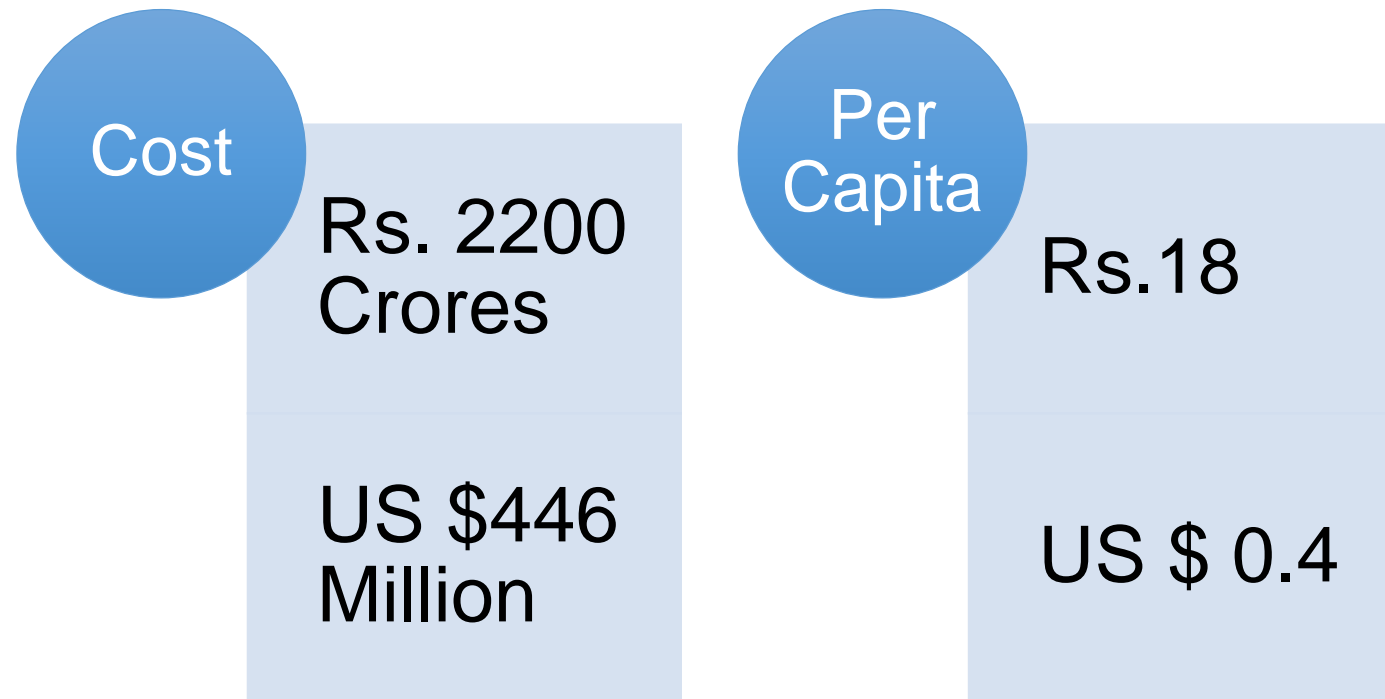 Cost
Rs. 2200
Crores
US $446
Million
Per
Capita
Rs.18
US $ 0.4